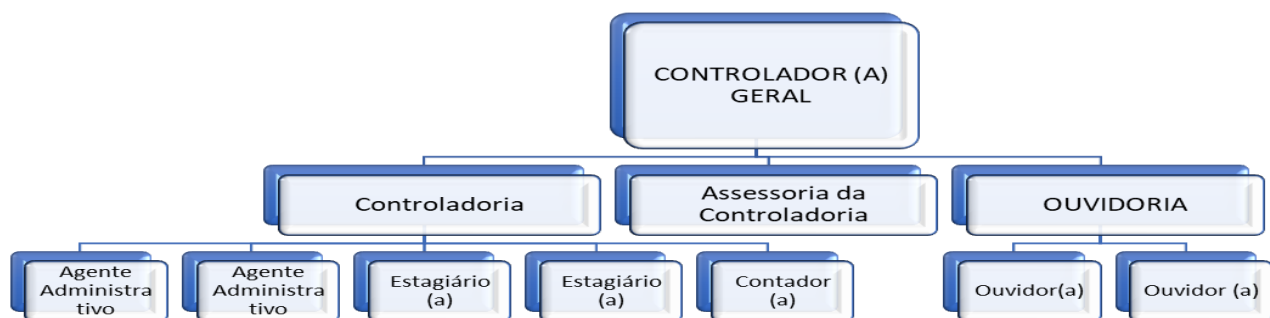 CONTROLADOR (A)
GERAL
Controladoria
Assessoria da
Controladoria
OUVIDORIA
Agente
Administra
tivo
Agente
Administra
tivo
Estagiário
(a)
Estagiário
(a)
Contador
(a)
Ouvidor(a)
Ouvidor (a)